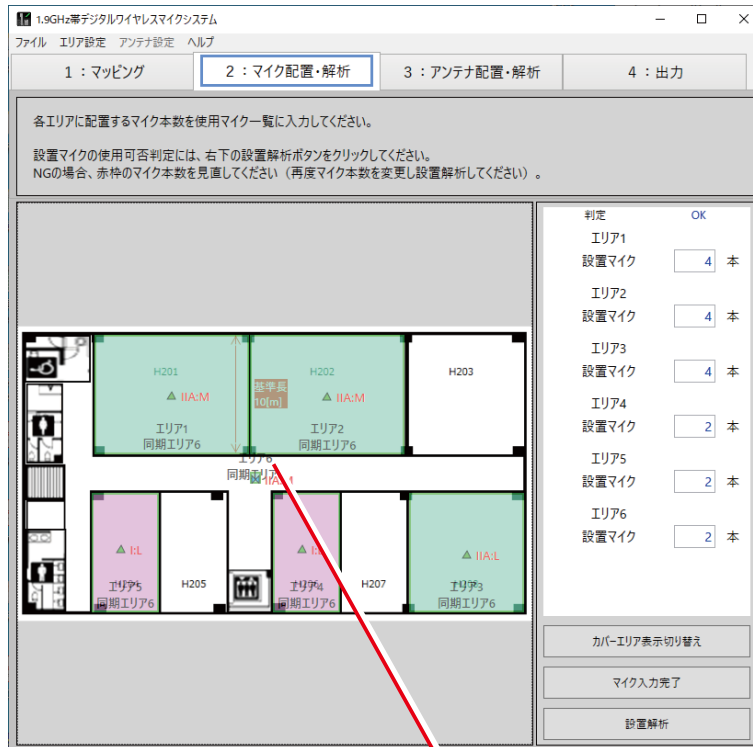 1.9GHz帯デジタルワイヤレスマイクシステム
ファイル エリア設定 アンテナ設定 ヘルプ
1：マッピング 2：マイク配置・解析 3：アンテナ配置・解析 4：出力
各エリアに配置するマイク本数を使用マイク一覧に入力してください。
設置マイクの使用可否判定には、右下の設置解析ボタンをクリックしてください。
NGの場合、赤枠のマイク本数を見直してください（再度マイク本数を変更し設置解析してください）。
判定 OK
エリア1
設置マイク 4 本
エリア2
設置マイク 4 本
エリア3
設置マイク 4 本
エリア4
設置マイク 2 本
エリア5
設置マイク 2 本
エリア6
設置マイク 2 本
カバーエリア表示切り替え
マイク入力完了
設置解析
H201 H202 H203
基準長
10[m]
IIA:M IIA:M
エリア1 エリア2
同期エリア6 同期エリア6
エリア6
同期エリア
I:L IIA:L
エリア5 H205 エリア4 H207 エリア3
同期エリア6 同期エリア6 同期エリア6